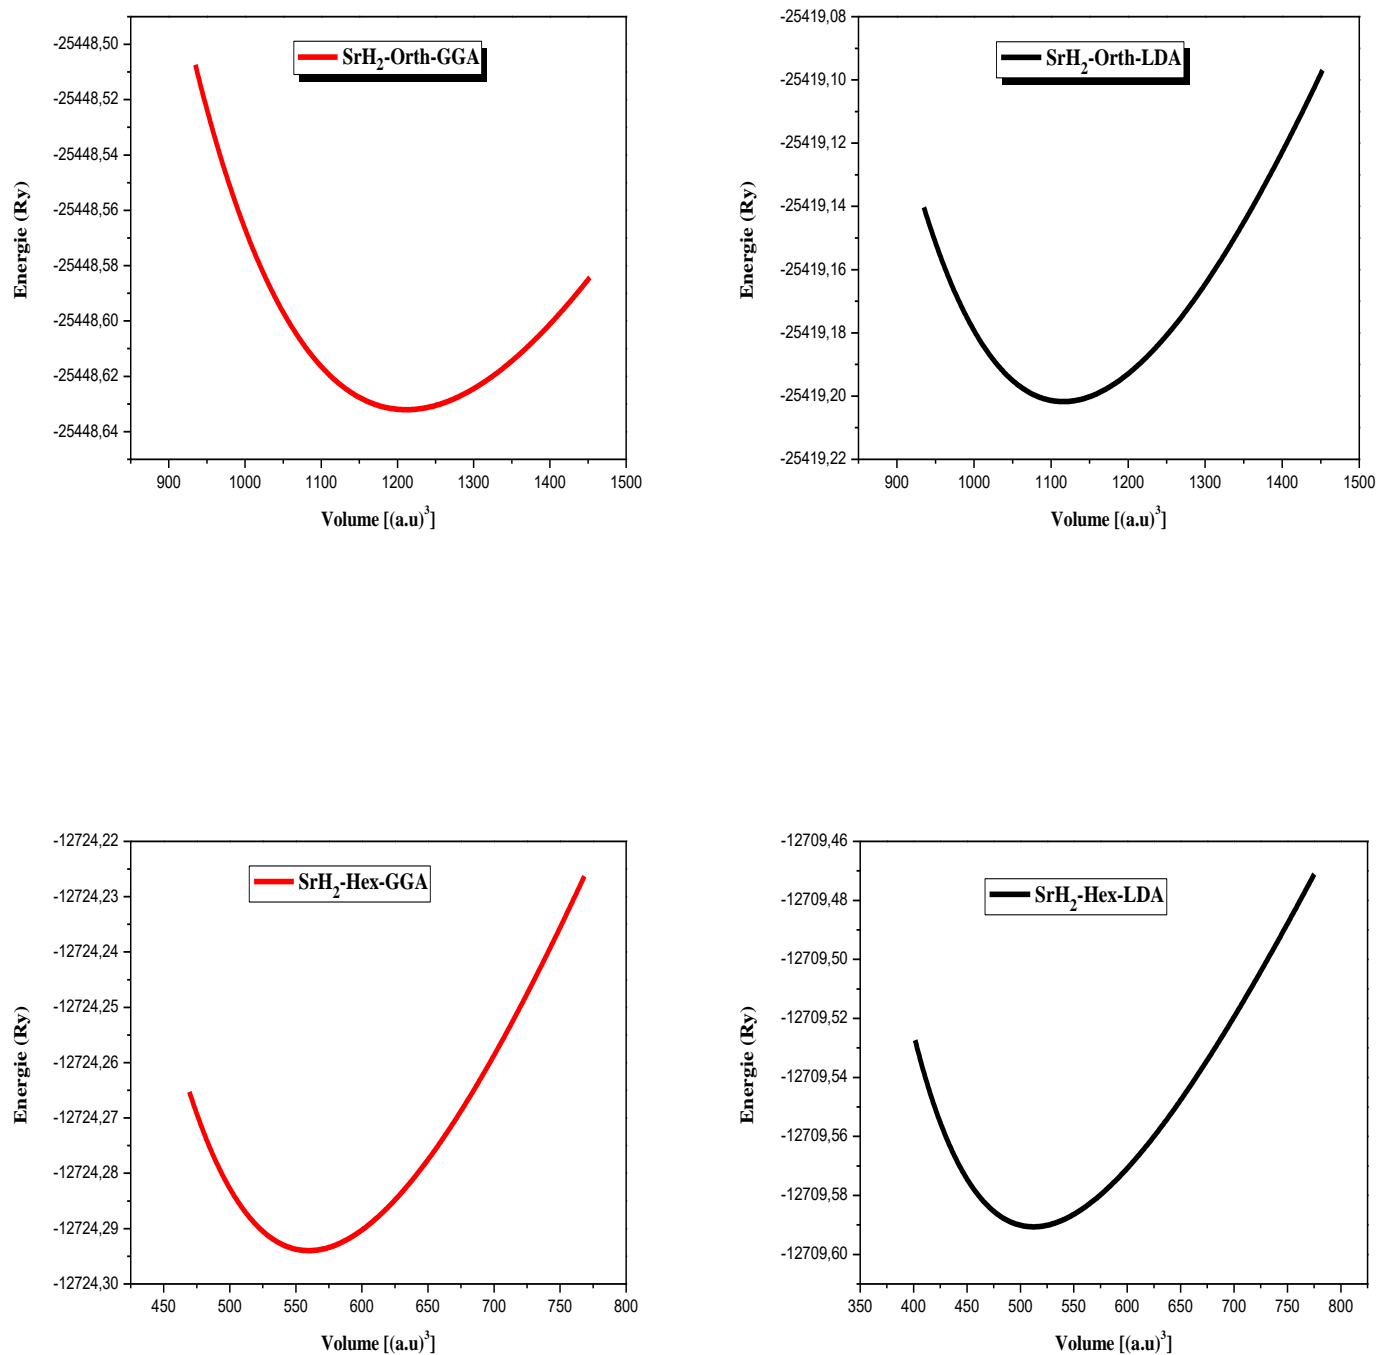 SrH2-Orth-GGA
-25448,50
-25448,52
-25448,54
-25448,56
-25448,58
-25448,60
-25448,62
-25448,64
Energie (Ry)
900 1000 1100 1200 1300 1400 1500
Volume [(a.u)^3]
SrH2-Orth-LDA
-25419,08
-25419,10
-25419,12
-25419,14
-25419,16
-25419,18
-25419,20
-25419,22
Energie (Ry)
900 1000 1100 1200 1300 1400 1500
Volume [(a.u)^3]
SrH2-Hex-GGA
-12724,22
-12724,23
-12724,24
-12724,25
-12724,26
-12724,27
-12724,28
-12724,29
-12724,30
Energie (Ry)
450 500 550 600 650 700 750 800
Volume [(a.u)^3]
SrH2-Hex-LDA
-12709,46
-12709,48
-12709,50
-12709,52
-12709,54
-12709,56
-12709,58
-12709,60
Energie (Ry)
350 400 450 500 550 600 650 700 750 800
Volume [(a.u)^3]